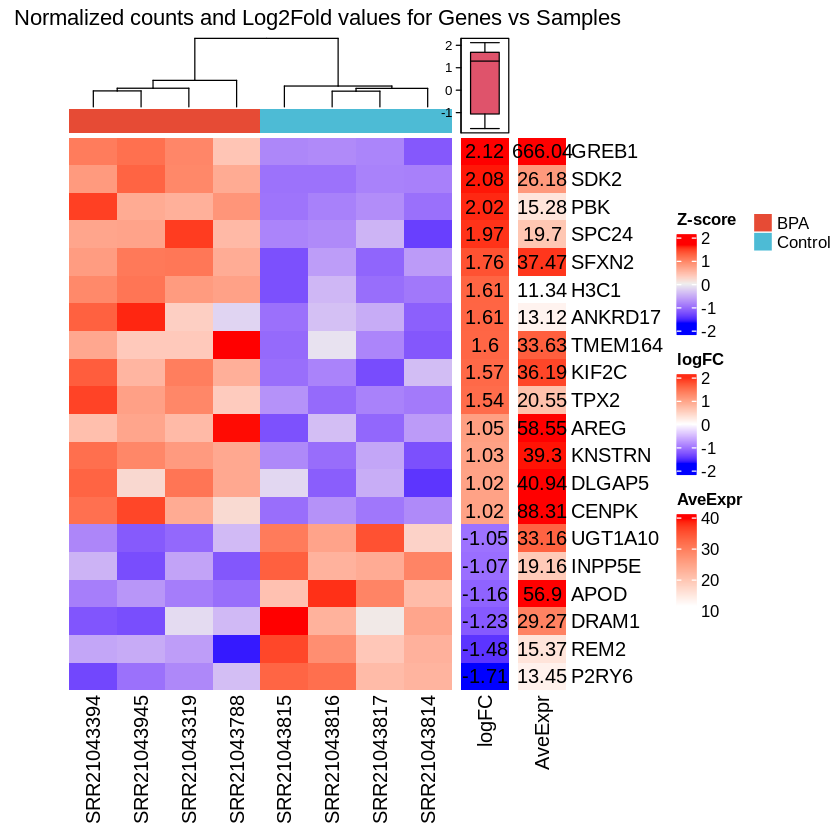 Normalized counts and Log2Fold values for Genes vs Samples
2
1
0
-1
2.12 666.04 GREB1
2.08 26.18 SDK2
2.02 15.28 PBK
1.97 19.7 SPC24
1.76 37.47 SFXN2
1.61 11.34 H3C1
1.61 13.12 ANKRD17
1.6 33.63 TMEM164
1.57 36.19 KIF2C
1.54 20.55 TPX2
1.05 58.55 AREG
1.03 39.3 KNSTRN
1.02 40.94 DLGAP5
1.02 88.31 CENPK
-1.05 33.16 UGT1A10
-1.07 19.16 INPP5E
-1.16 56.9 APOD
-1.23 29.27 DRAM1
-1.48 15.37 REM2
-1.71 13.45 P2RY6
SRR21043394
SRR21043945
SRR21043319
SRR21043788
SRR21043815
SRR21043816
SRR21043817
SRR21043814
logFC
AveExpr
Z-score
2
1
0
-1
-2
logFC
2
1
0
-1
-2
AveExpr
40
30
20
10
BPA
Control